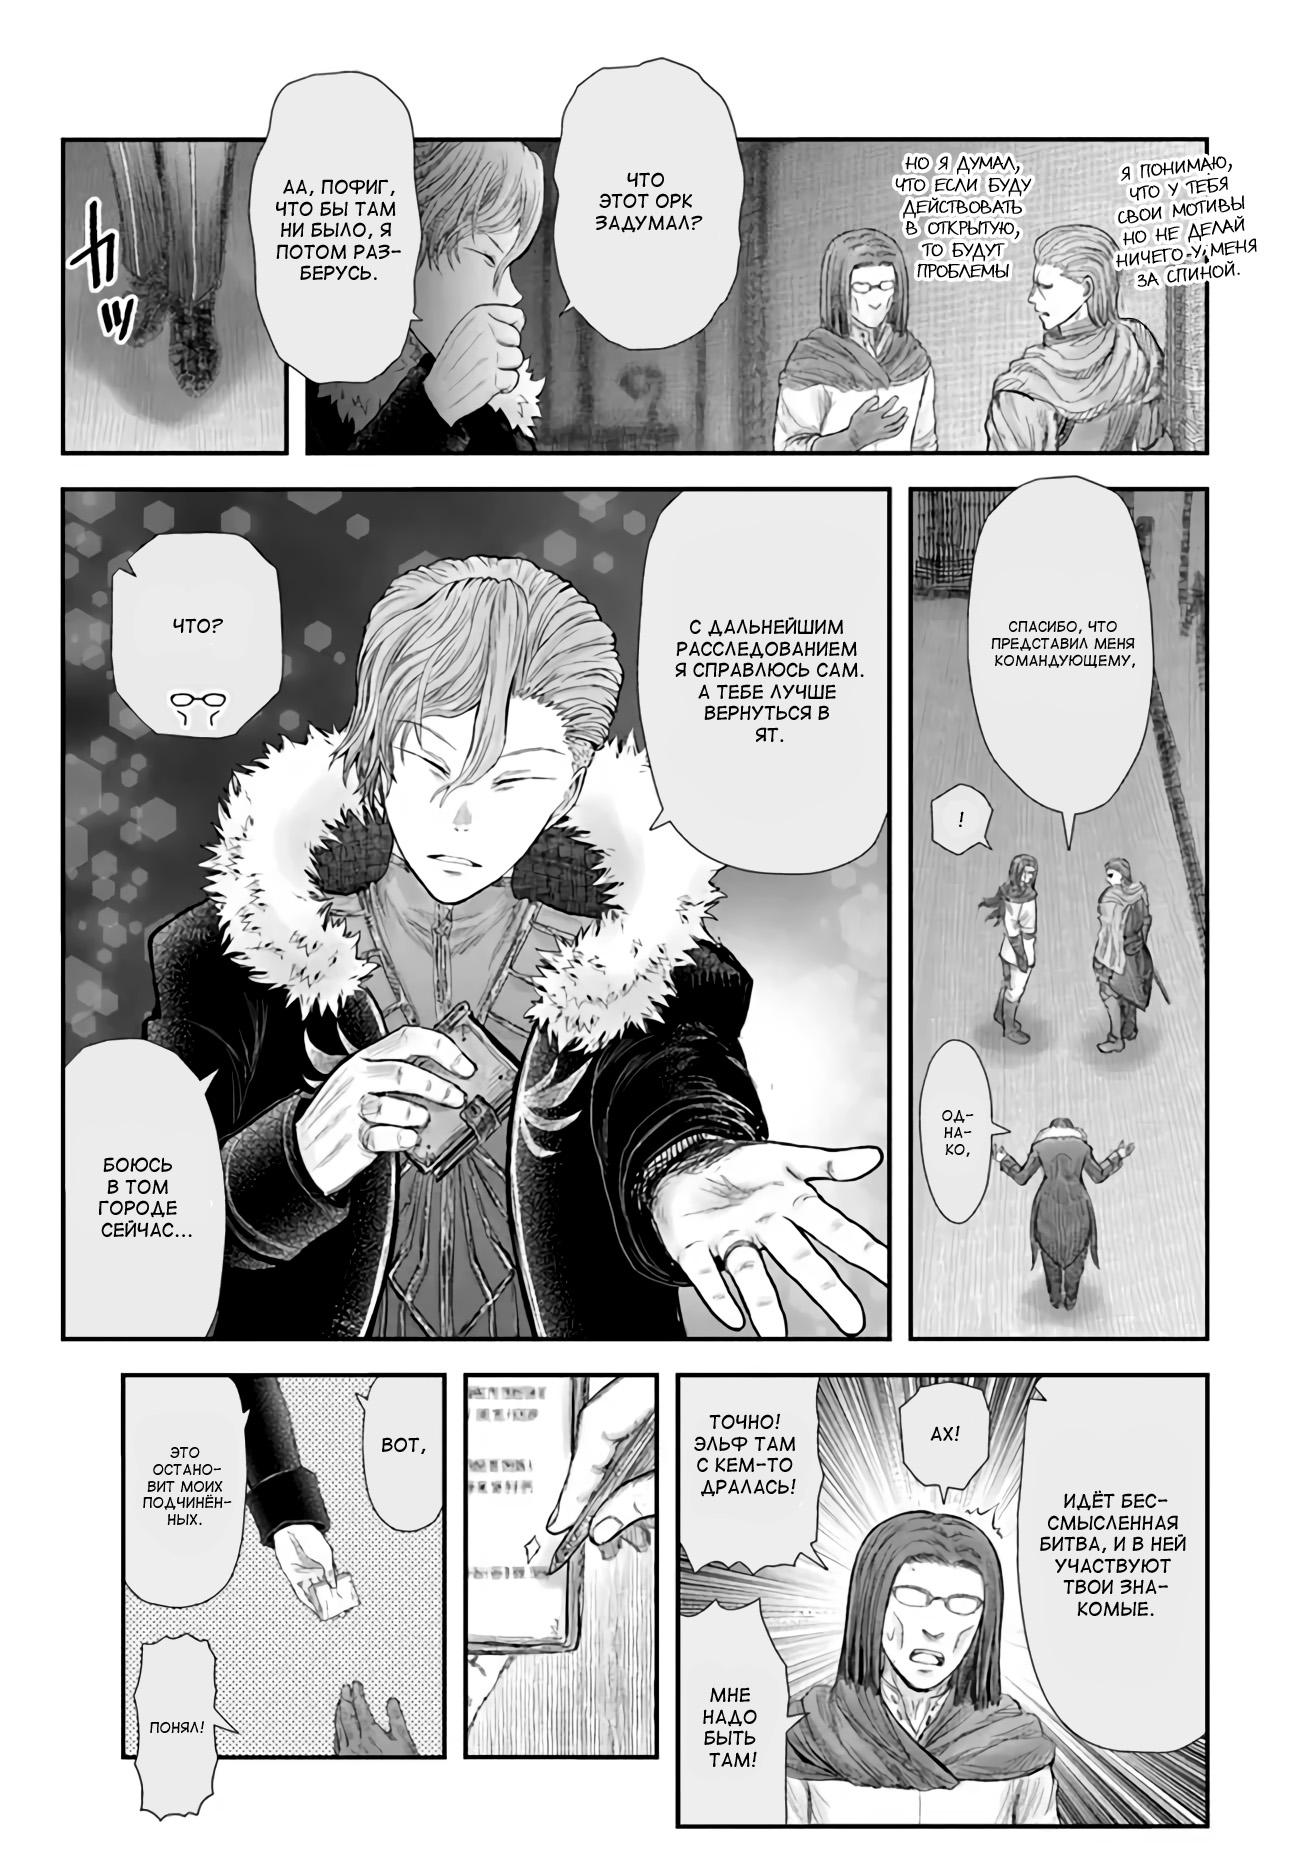 Я ПОНИМАЮ,
ЧТО У ТЕБЯ
СВОИ МОТИВЫ
НО НЕ ДЕЛАЙ
НИЧЕГО У МЕНЯ
ЗА СПИНОЙ.
НО Я ДУМАЛ,
ЧТО ЕСЛИ БУДУ
ДЕЙСТВОВАТЬ
В ОТКРЫТУЮ,
ТО БУДУТ
ПРОБЛЕМЫ
ЧТО
ЭТОТ ОРК
ЗАДУМАЛ?
АА, ПОФИГ,
ЧТО БЫ ТАМ
НИ БЫЛО, Я
ПОТОМ РАЗ-
БЕРУСЬ.
カッ
СПАСИБО, ЧТО
ПРЕДСТАВИЛ МЕНЯ
КОМАНДУЮЩЕМУ,
!
ОД-
НА-
КО,
С ДАЛЬНЕЙШИМ
РАССЛЕДОВАНИЕМ
Я СПРАВЛЮСЬ САМ.
А ТЕБЕ ЛУЧШЕ
ВЕРНУТЬСЯ В
ЯТ.
ЧТО?
БОЮСЬ
В ТОМ
ГОРОДЕ
СЕЙЧАС...
ИДЁТ БЕС-
СМЫСЛЕННАЯ
БИТВА, И В НЕЙ
УЧАСТВУЮТ
ТВОИ ЗНА-
КОМЫЕ.
АХ!
ТОЧНО!
ЭЛЬФ ТАМ
С КЕМ-ТО
ДРАЛАСЬ!
МНЕ
НАДО
БЫТЬ
ТАМ!
ВОТ,
ЭТО
ОСТАНО-
ВИТ МОИХ
ПОДЧИНЁН-
НЫХ.
ПОНЯЛ!